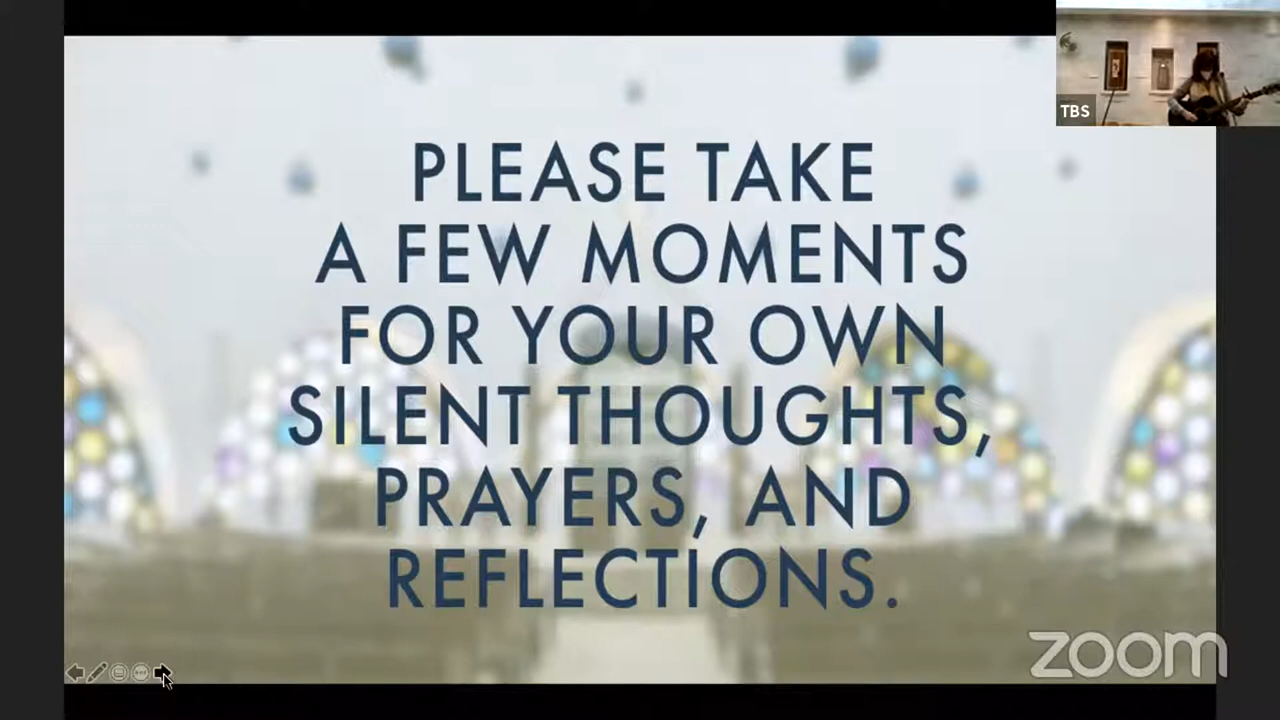 TBS
PLEASE TAKE
A FEW MOMENTS
FOR YOUR OWN
SILENT THOUGHTS,
PRAYERS, AND
REFLECTIONS.
zoom